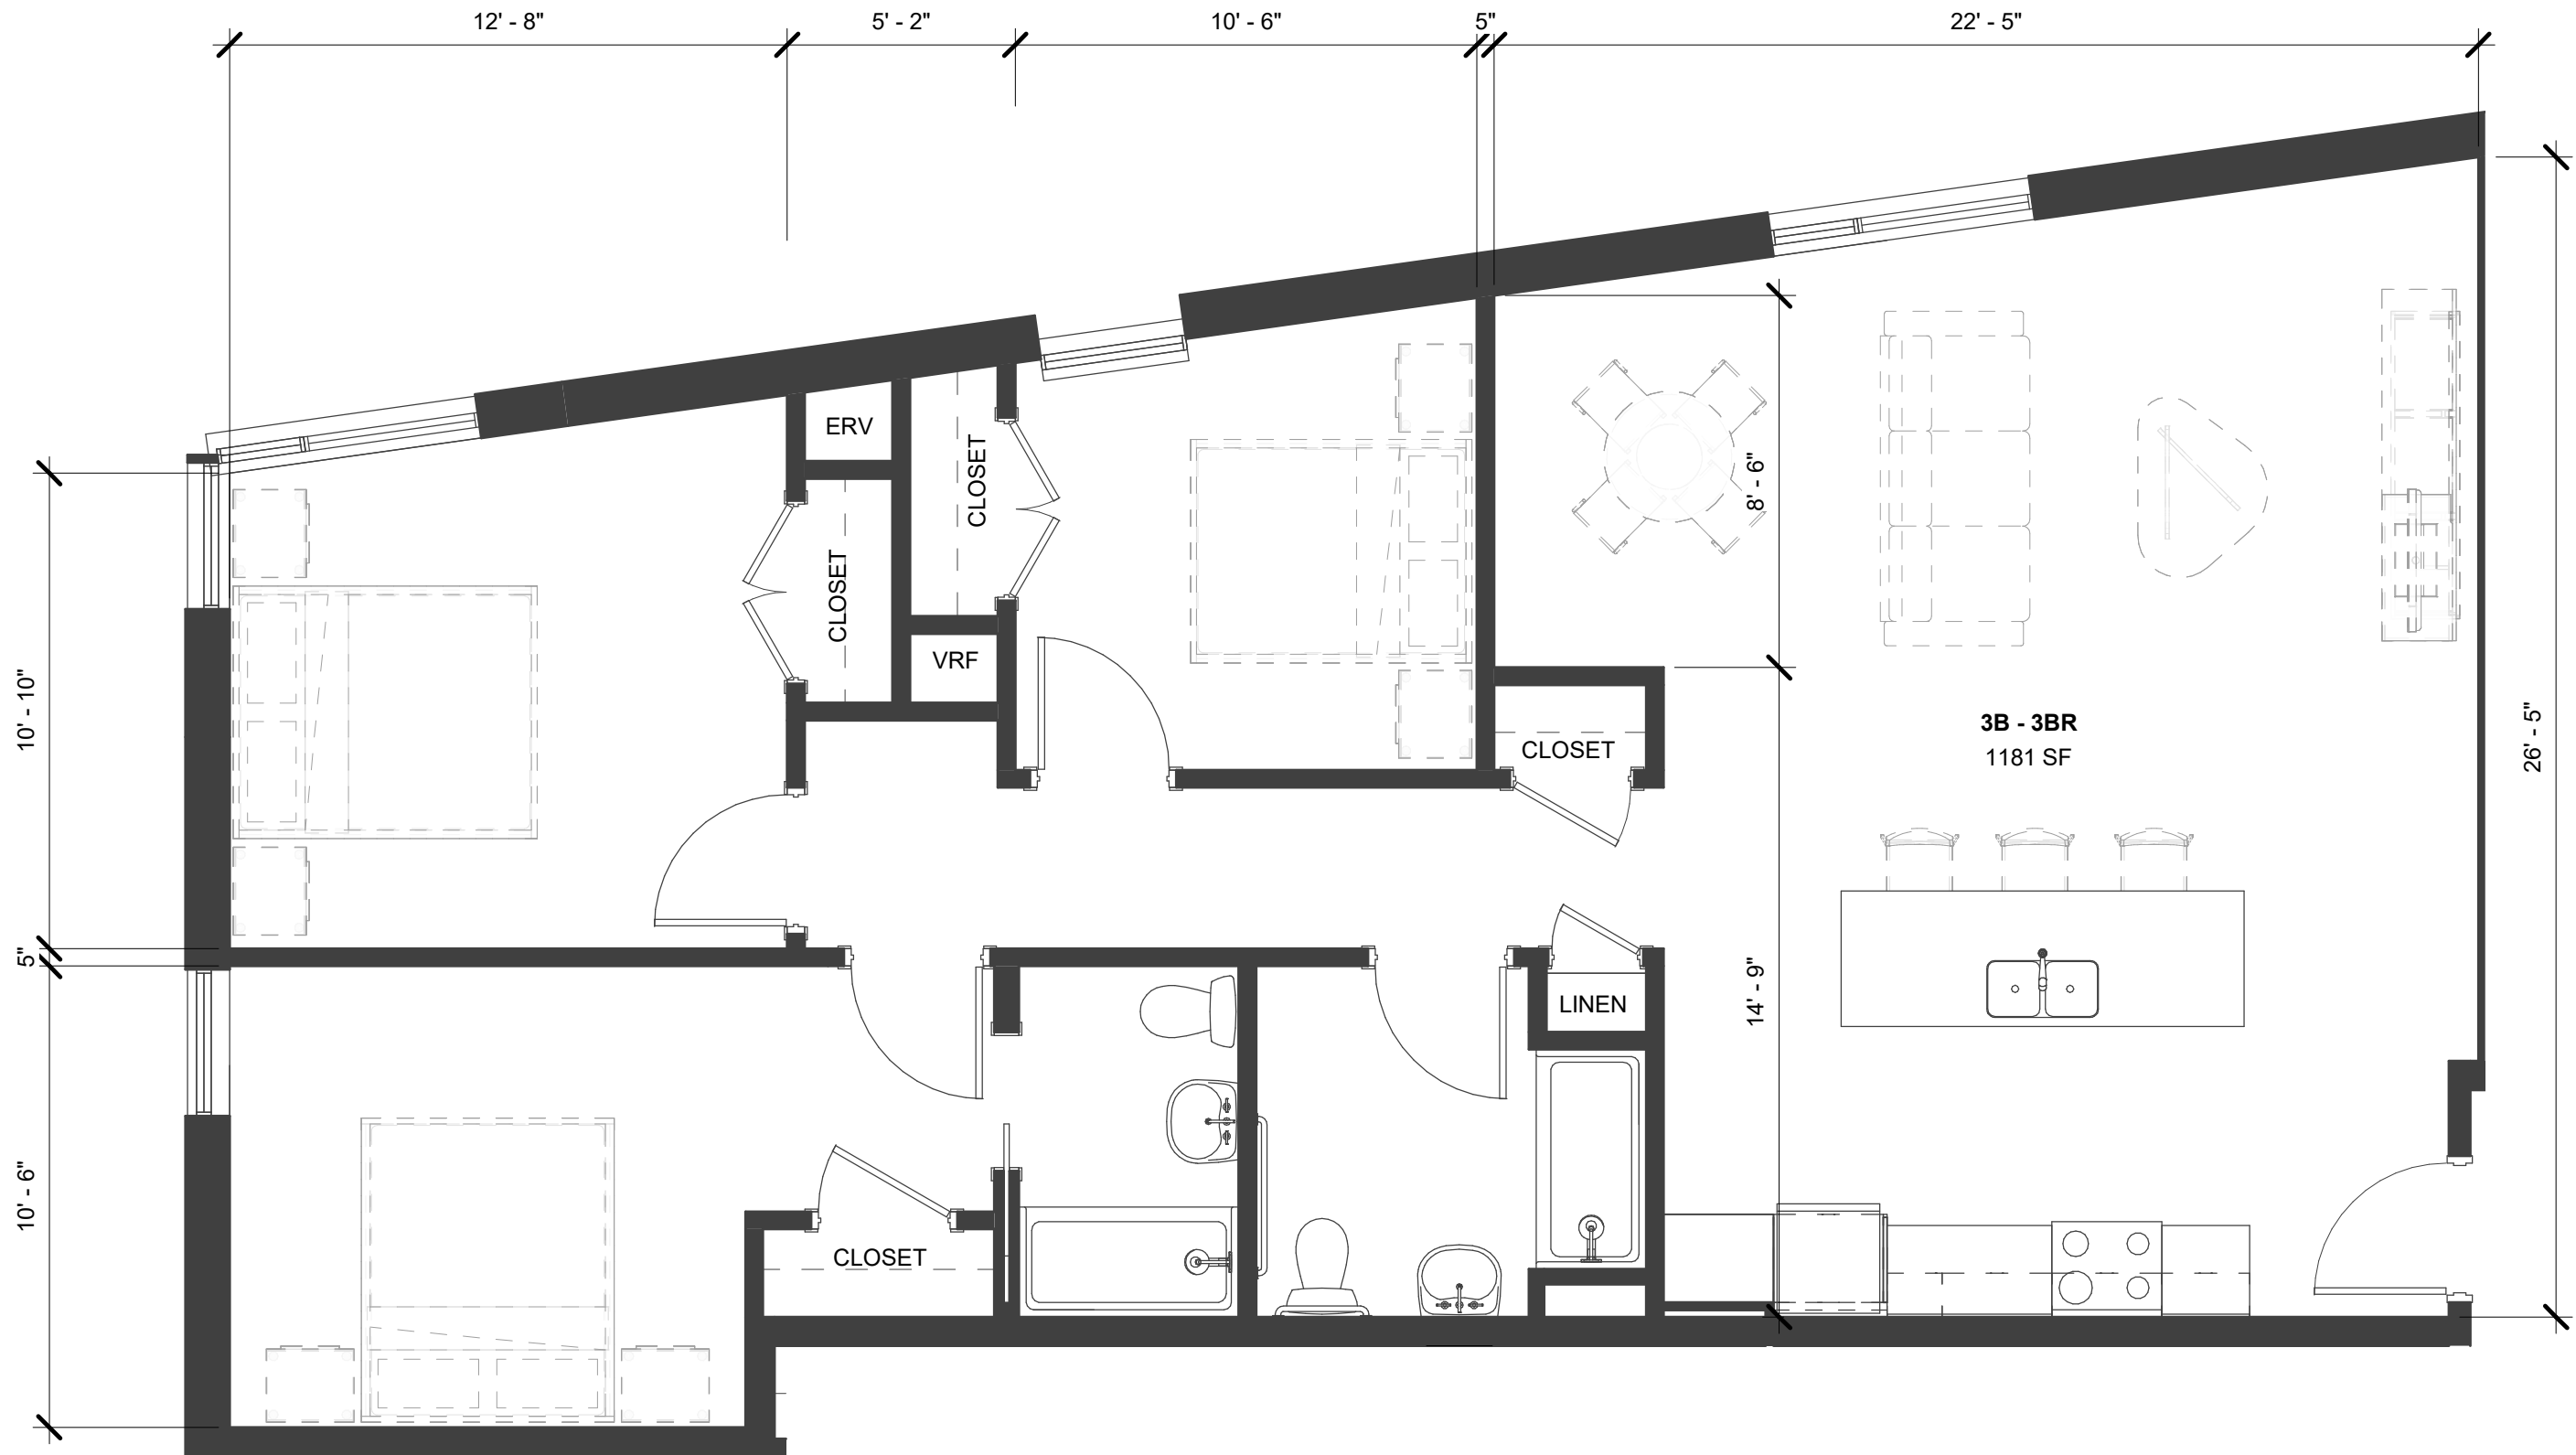 12' - 8"
5' - 2"
10' - 6"
5"
22' - 5"
ERV
CLOSET
CLOSET
VRF
8' - 6"
10' - 10"
3B - 3BR
1181 SF
CLOSET
26' - 5"
5"
14' - 9"
LINEN
10' - 6"
CLOSET